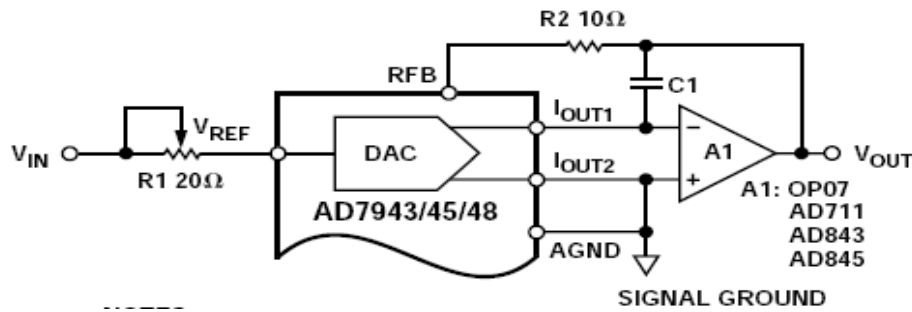 R2 10Ω
RFB
C1
IOUT1
VREF
VIN
DAC
A1
VOUT
R1 20Ω
IOUT2
−
+
AD7943/45/48
A1: OP07
AD711
AD843
AD845
AGND
SIGNAL GROUND